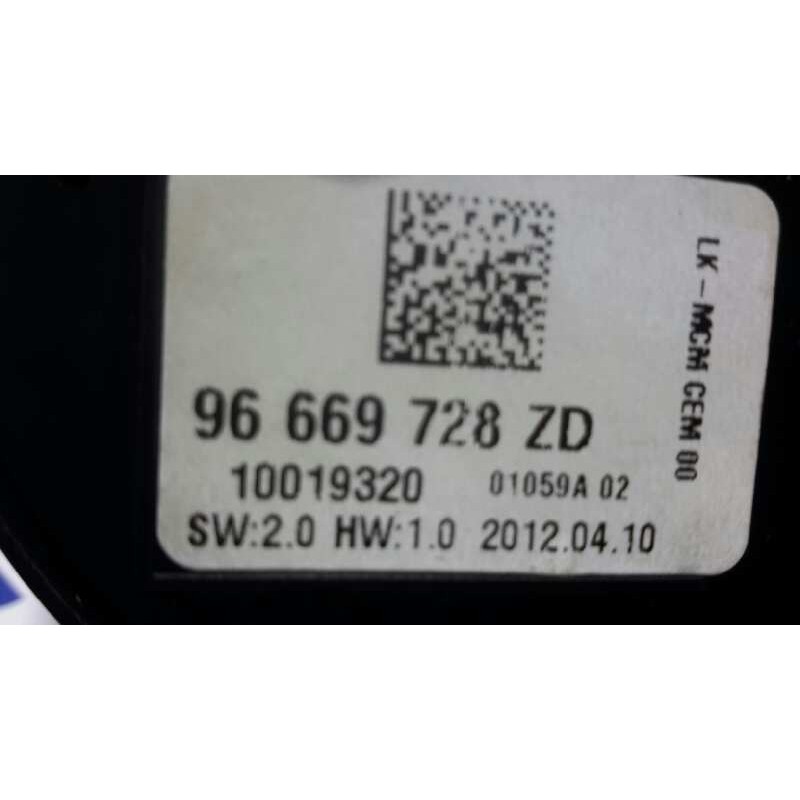 96 669 728 ZD
10019320 01059A 02
SW:2.0 HW:1.0 2012.04.10
LK - MCM CEM 00